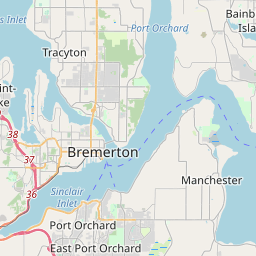 es Inlet
Port Orchard
Bainb
Isla
Tracyton
int-
ke
38
37
Bremerton
36
Sinclair
Inlet
Manchester
Port Orchard
East Port Orchard